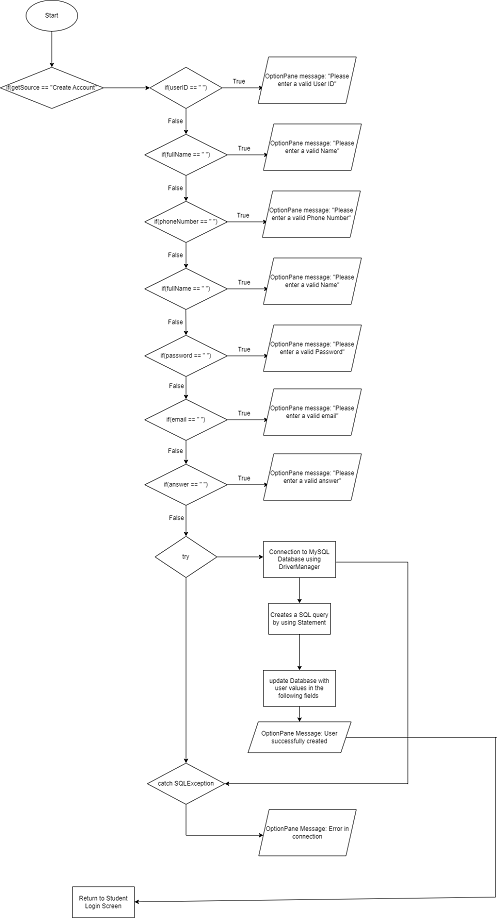 Start
if(getSource == "Create Account
if(userID == " ")
True
OptionPane message: "Please
enter a valid User ID"
False
if(fullName == " ")
True
OptionPane message: "Please
enter a valid Name"
False
if(phoneNumber == " ")
True
OptionPane message: "Please
enter a valid Phone Number"
False
if(fullName == " ")
True
OptionPane message: "Please
enter a valid Name"
False
if(password == " ")
True
OptionPane message: "Please
enter a valid Password"
False
if(email == " ")
True
OptionPane message: "Please
enter a valid email"
False
if(answer == " ")
True
OptionPane message: "Please
enter a valid answer"
False
try
Connection to MySQL
Database using
DriverManager
Creates a SQL query
by using Statement
update Database with
user values in the
following fields
OptionPane Message: User
successfully created
catch SQLException
OptionPane Message: Error in
connection
Return to Student
Login Screen